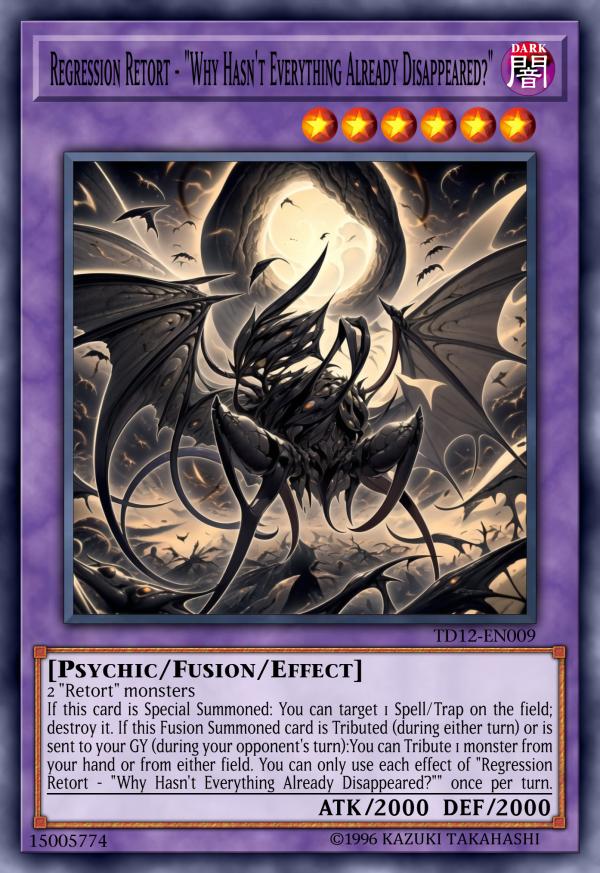 Regression Retort - "Why Hasn't Everything Already Disappeared?"
DARK
闇
TD12-EN009
[Psychic/Fusion/Effect]
2 "Retort" monsters
If this card is Special Summoned: You can target 1 Spell/Trap on the field;
destroy it. If this Fusion Summoned card is Tributed (during either turn) or is
sent to your GY (during your opponent's turn):You can Tribute 1 monster from
your hand or from either field. You can only use each effect of "Regression
Retort - "Why Hasn't Everything Already Disappeared?"" once per turn.
ATK/2000 DEF/2000
15005774
©1996 KAZUKI TAKAHASHI